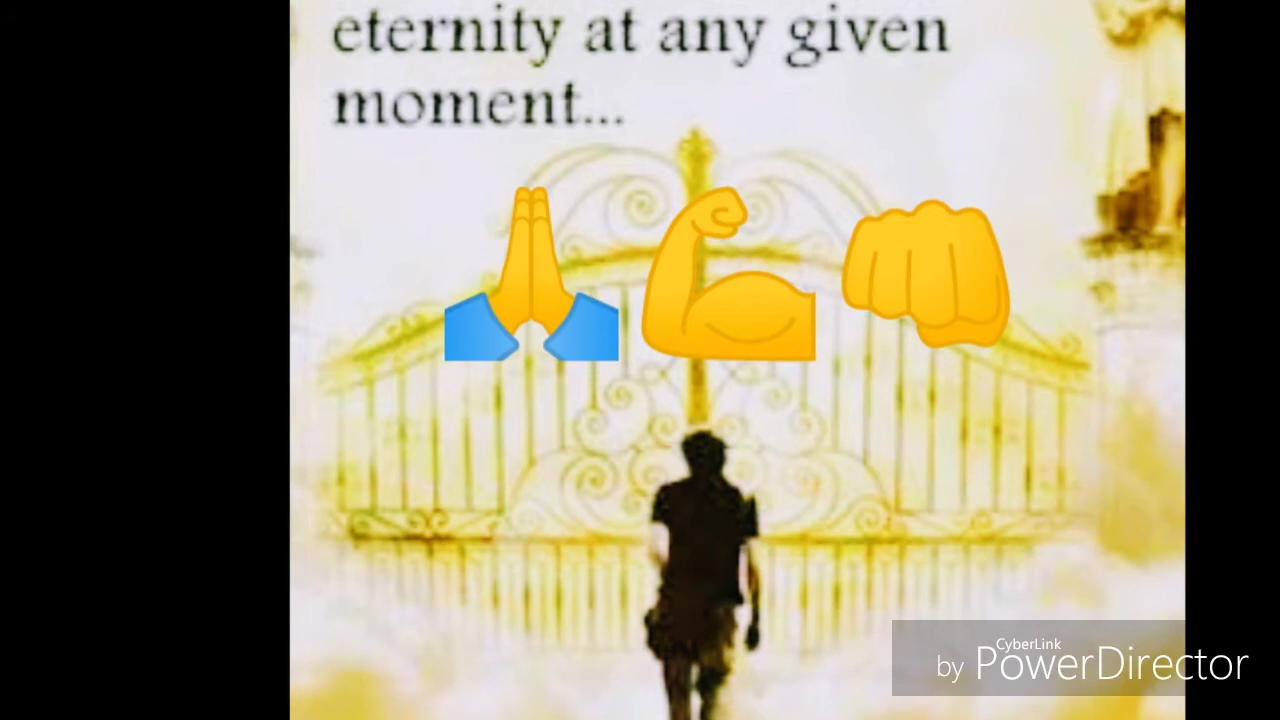 eternity at any given
moment...
CyberLink
by PowerDirector